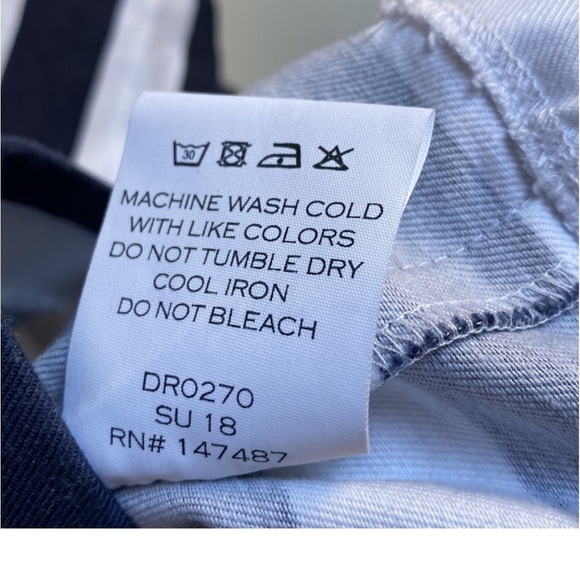 30
MACHINE WASH COLD
WITH LIKE COLORS
DO NOT TUMBLE DRY
COOL IRON
DO NOT BLEACH
DR0270
SU 18
RN# 147487